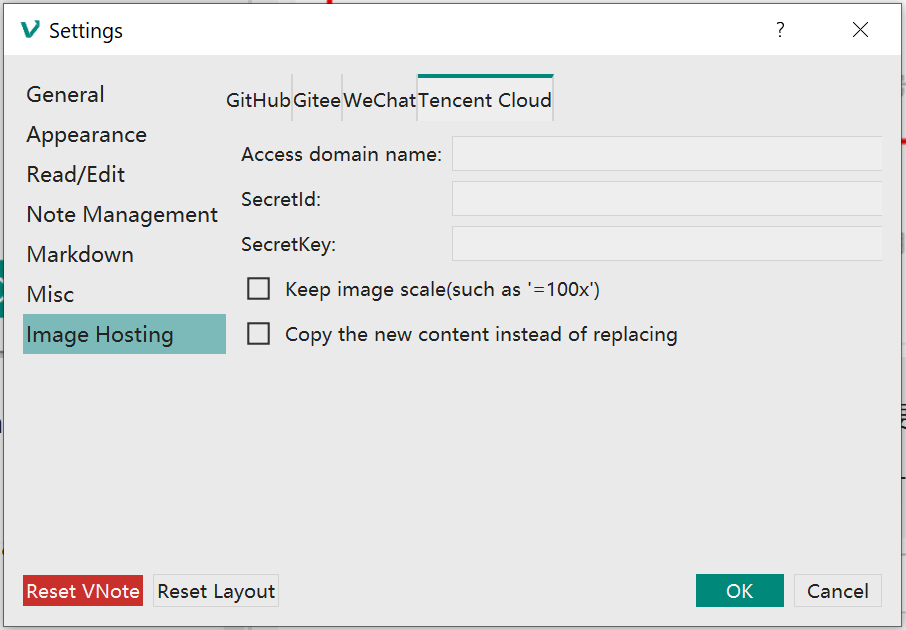 Settings
?
General
Appearance
Read/Edit
Note Management
Markdown
Misc
Image Hosting
GitHub Gitee WeChat Tencent Cloud
Access domain name:
SecretId:
SecretKey:
Keep image scale(such as '=100x')
Copy the new content instead of replacing
Reset VNote Reset Layout OK Cancel